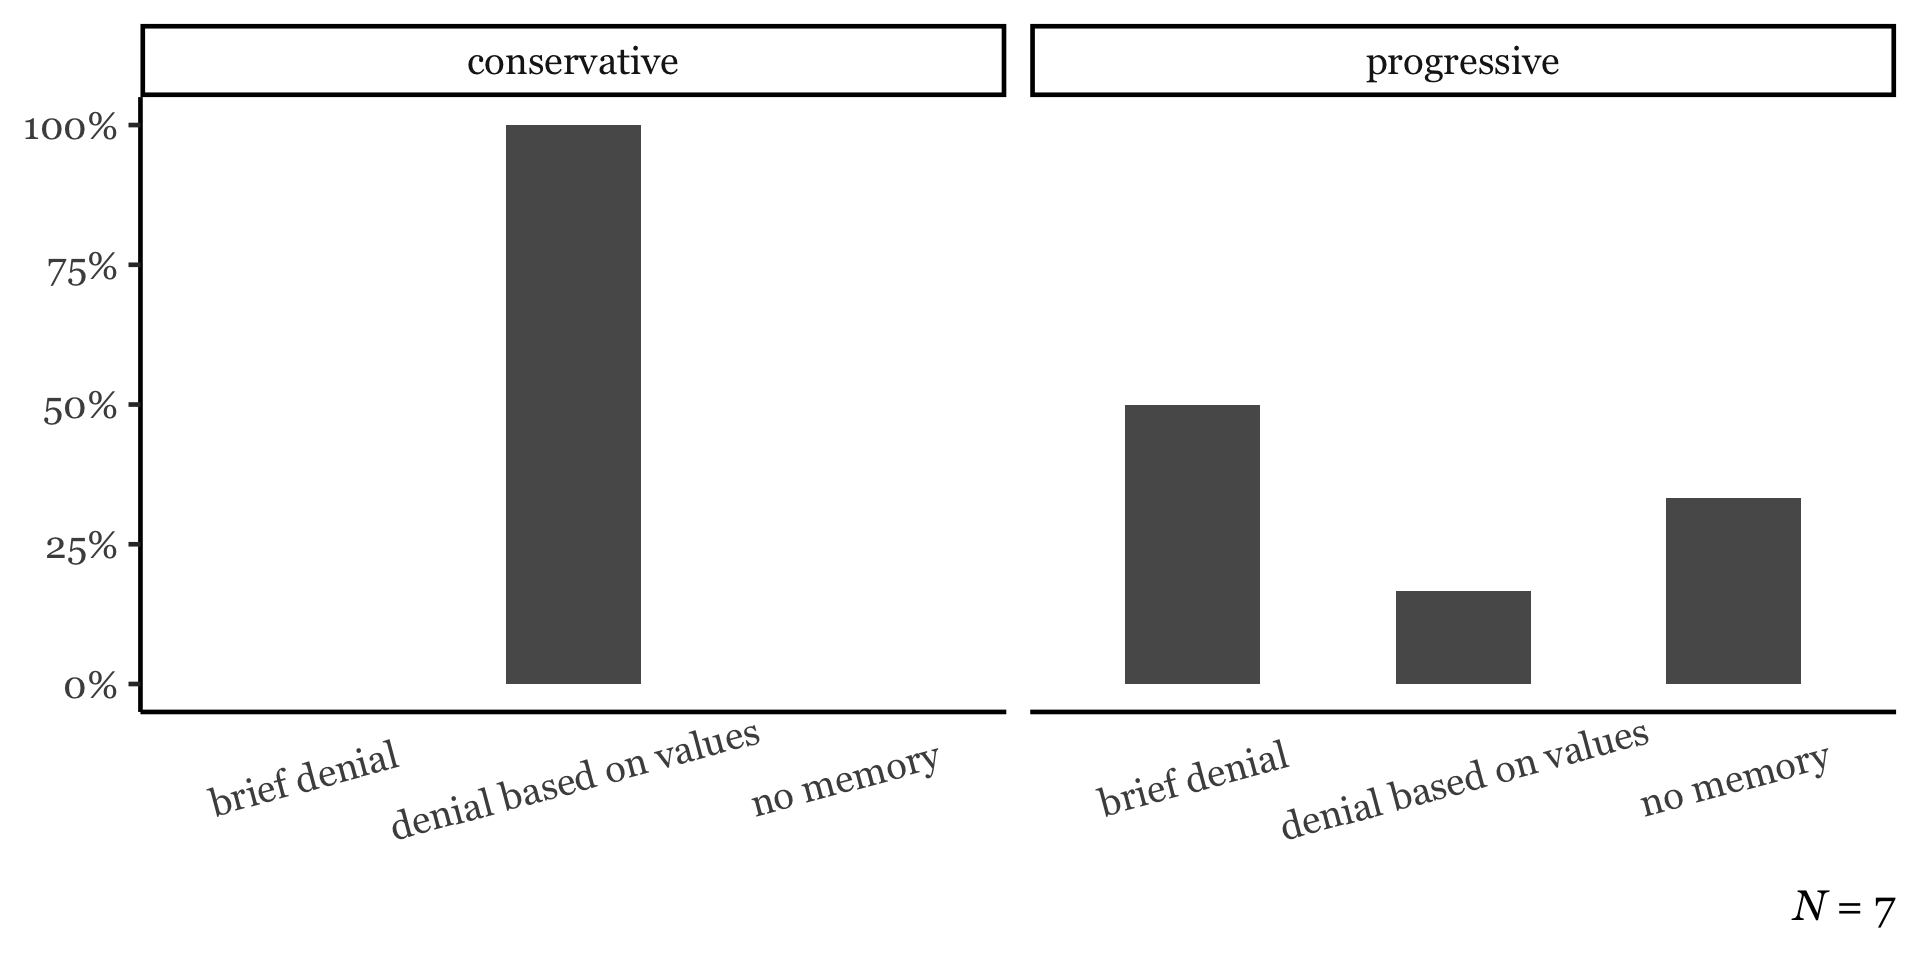 conservative
progressive
100%
75%
50%
25%
0%
brief denial
denial based on values
no memory
brief denial
denial based on values
no memory
N = 7